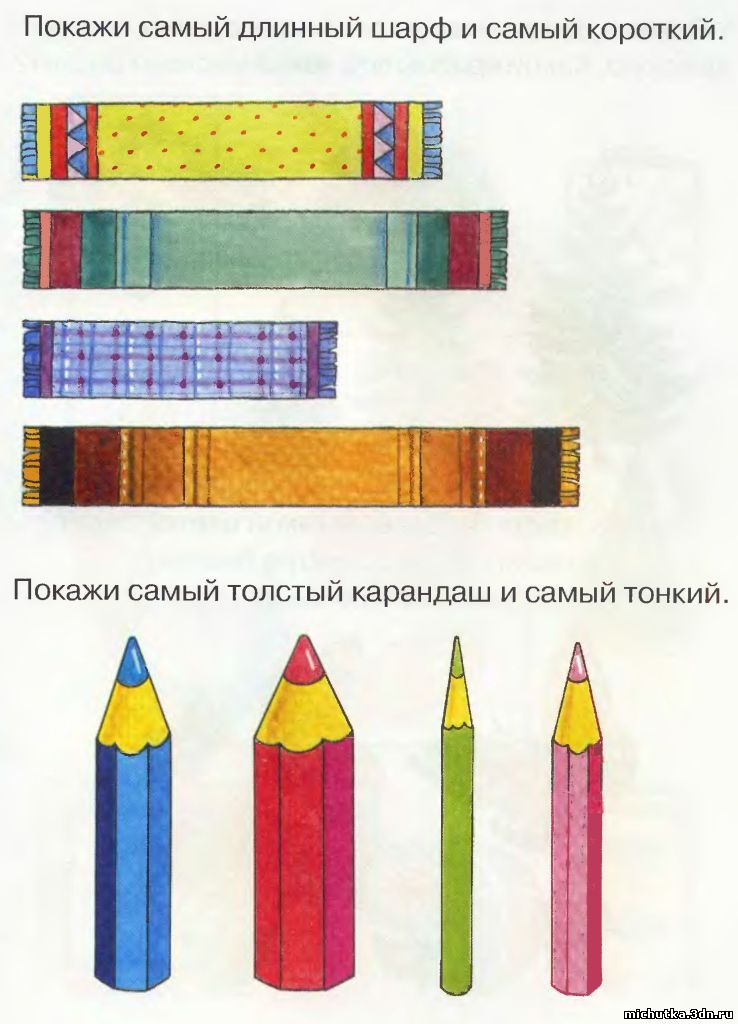 Покажи самый длинный шарф и самый короткий.
Покажи самый толстый карандаш и самый тонкий.
michutka.3dn.ru